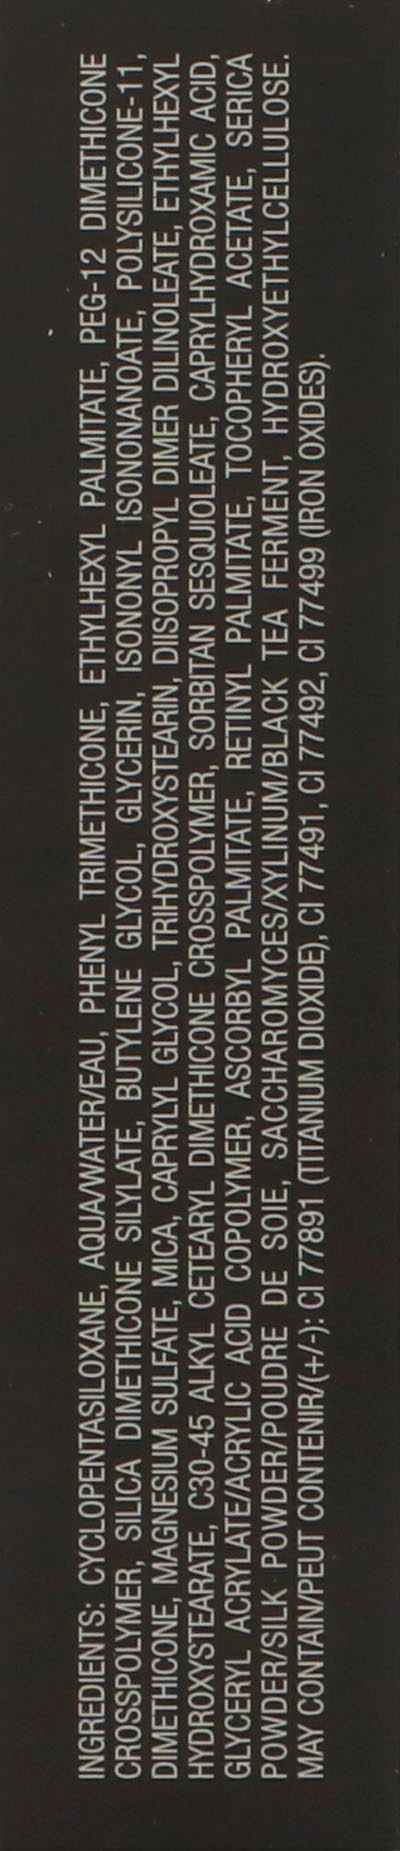 INGREDIENTS: CYCLOPENTASILOXANE, AQUA/WATER/EAU, PHENYL TRIMETHICONE, ETHYLHEXYL PALMITATE, PEG-12 DIMETHICONE
CROSSPOLYMER, SILICA DIMETHICONE SILYLATE, BUTYLENE GLYCOL, GLYCERIN, ISONONYL ISONONANOATE, POLYSILICONE-11,
DIMETHICONE, MAGNESIUM SULFATE, MICA, CAPRYLYL GLYCOL, TRIHYDROXYSTEARIN, DIISOPROPYL DIMER DILINOLEATE, ETHYLHEXYL
HYDROXYSTEARATE, C30-45 ALKYL CETEARYL DIMETHICONE CROSSPOLYMER, SORBITAN SESQUIOLEATE, CAPRYLHYDROXAMIC ACID,
GLYCERYL ACRYLATE/ACRYLIC ACID COPOLYMER, ASCORBYL PALMITATE, RETINYL PALMITATE, TOCOPHERYL ACETATE, SERICA
POWDER/SILK POWDER/POUDRE DE SOIE, SACCHAROMYCES/XYLINUM/BLACK TEA FERMENT, HYDROXYETHYLCELLULOSE.
MAY CONTAIN/PEUT CONTENIR/(+/-): CI 77891 (TITANIUM DIOXIDE), CI 77491, CI 77492, CI 77499 (IRON OXIDES).